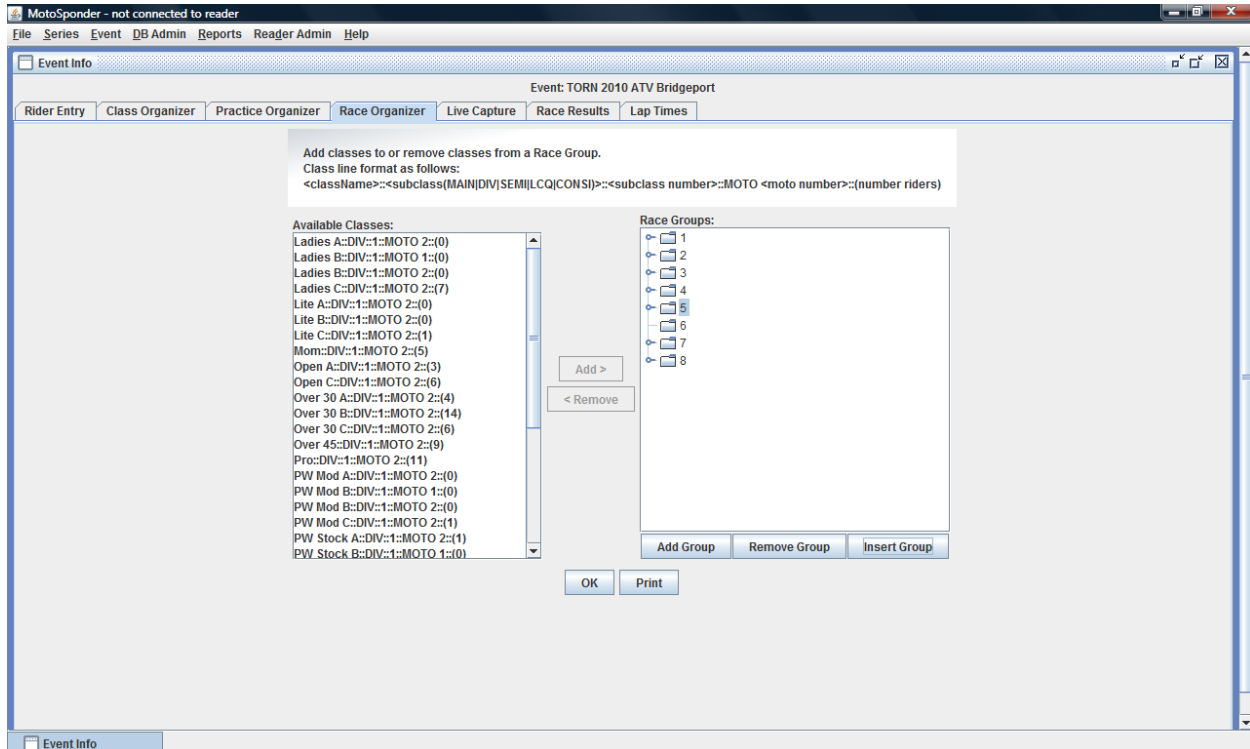 MotoSponder - not connected to reader
File Series Event DB Admin Reports Reader Admin Help
Event Info
Event: TORN 2010 ATV Bridgeport
Rider Entry Class Organizer Practice Organizer Race Organizer Live Capture Race Results Lap Times
Add classes to or remove classes from a Race Group.
Class line format as follows:
<className>::<subclass(MAIN|DIV|SEMI|LCQ|CONSI)>::<subclass number>::MOTO <moto number>::(number riders)
Available Classes:
Ladies A::DIV::1::MOTO 2::(0)
Ladies B::DIV::1::MOTO 1::(0)
Ladies B::DIV::1::MOTO 2::(0)
Ladies C::DIV::1::MOTO 2::(7)
Lite A::DIV::1::MOTO 2::(0)
Lite B::DIV::1::MOTO 2::(0)
Lite C::DIV::1::MOTO 2::(1)
Mom::DIV::1::MOTO 2::(5)
Open A::DIV::1::MOTO 2::(3)
Open C::DIV::1::MOTO 2::(6)
Over 30 A::DIV::1::MOTO 2::(4)
Over 30 B::DIV::1::MOTO 2::(14)
Over 30 C::DIV::1::MOTO 2::(6)
Over 45::DIV::1::MOTO 2::(9)
Pro::DIV::1::MOTO 2::(11)
PW Mod A::DIV::1::MOTO 2::(0)
PW Mod B::DIV::1::MOTO 1::(0)
PW Mod B::DIV::1::MOTO 2::(0)
PW Mod C::DIV::1::MOTO 2::(1)
PW Stock A::DIV::1::MOTO 2::(1)
PW Stock B::DIV::1::MOTO 1::(0)
Add >
< Remove
Race Groups:
1
2
3
4
5
6
7
8
Add Group Remove Group Insert Group
OK Print
Event Info